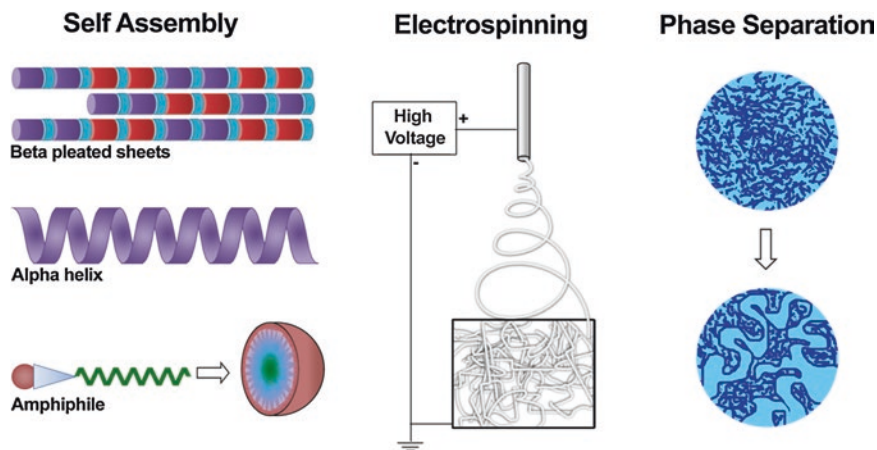 Self Assembly
Beta pleated sheets
Alpha helix
Amphiphile
Electrospinning
High
Voltage
+
-
Phase Separation